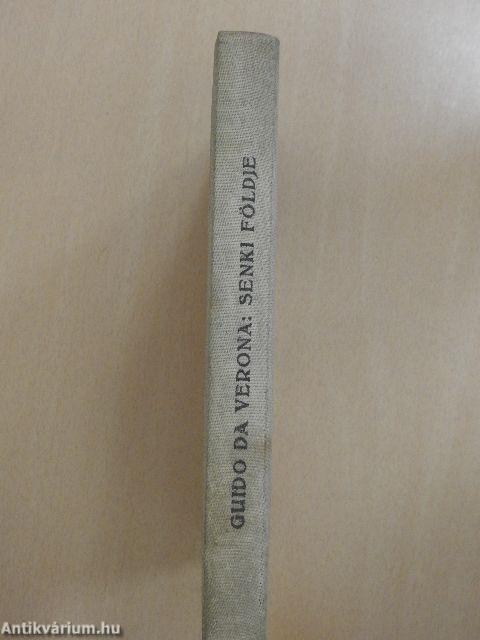 GUIDO DA VERONA: SENKI FÖLDJE
Antikvárium.hu